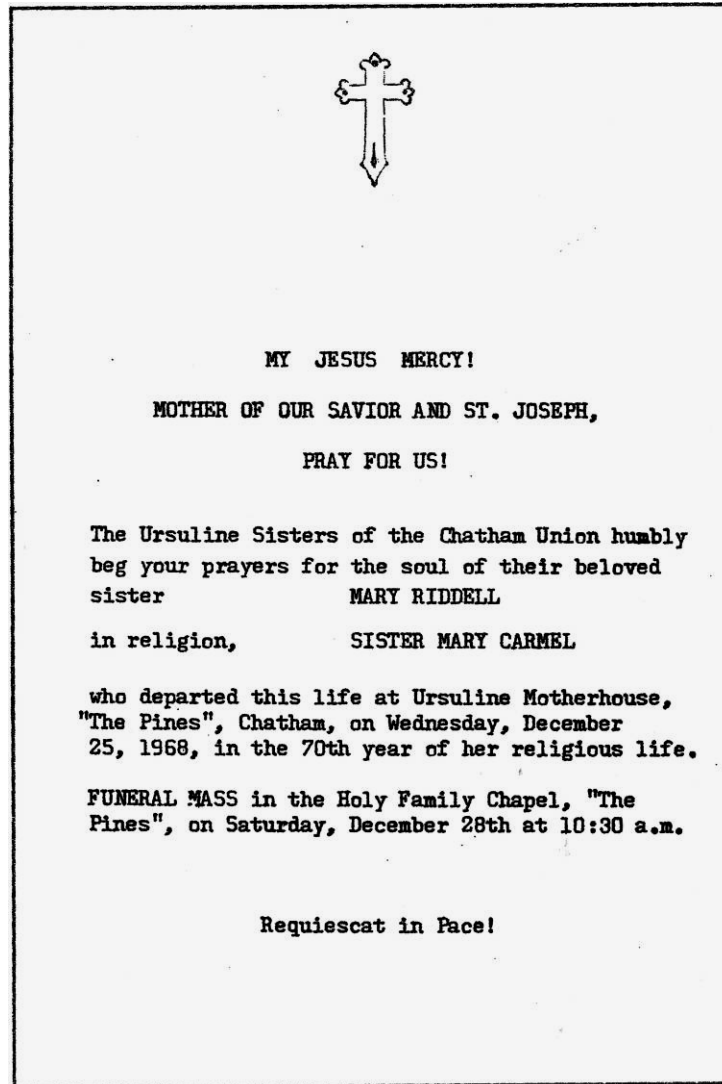 MY JESUS MERCY!
MOTHER OF OUR SAVIOR AND ST. JOSEPH,
PRAY FOR US!
The Ursuline Sisters of the Chatham Union humbly
beg your prayers for the soul of their beloved
sister MARY RIDDELL
in religion, SISTER MARY CARMEL
who departed this life at Ursuline Motherhouse,
"The Pines", Chatham, on Wednesday, December
25, 1968, in the 70th year of her religious life.
FUNERAL MASS in the Holy Family Chapel, "The
Pines", on Saturday, December 28th at 10:30 a.m.
Requiescat in Pace!